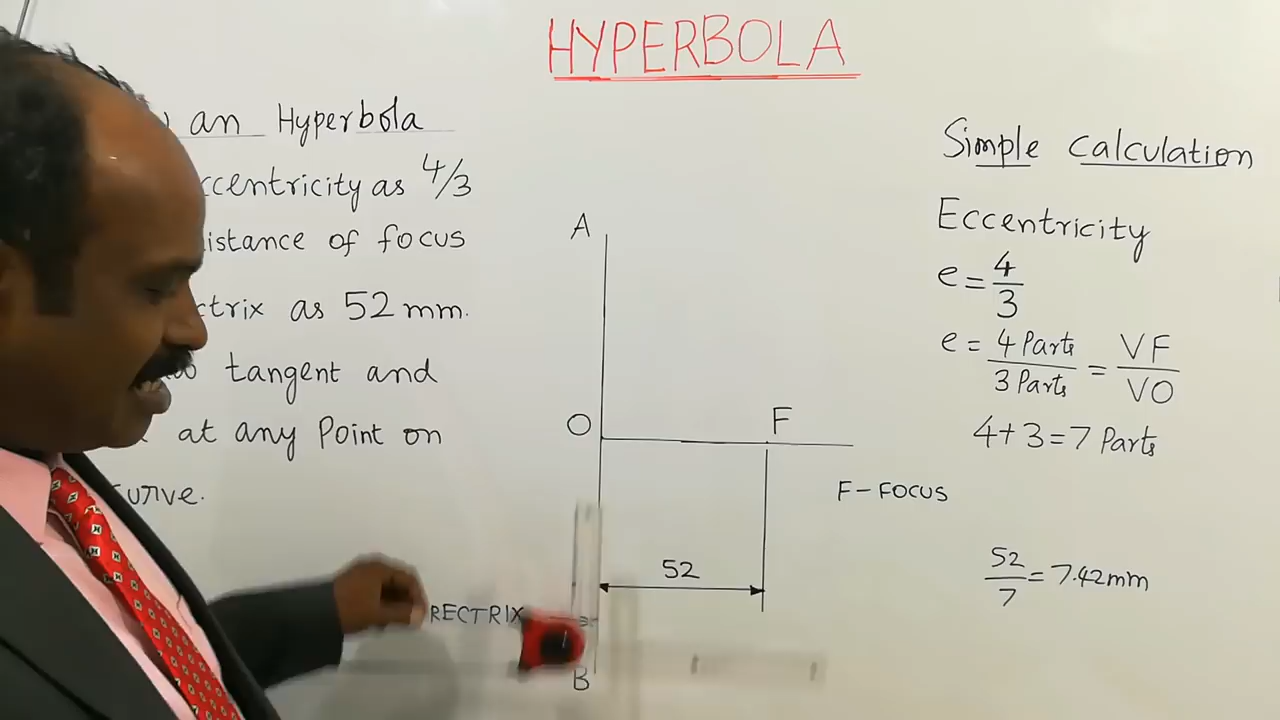 HYPERBOLA
an Hyperbola
ccentricity as 4/3
istance of focus
ctrix as 52 mm.
tangent and
at any Point on
curve.
A
O
F
52
RECTRIX
B
F-FOCUS
Simple Calculation
Eccentricity
e = 4/3
e = 4 Parts/3 Parts = VF/VO
4+3=7 Parts
52/7 = 7.42mm